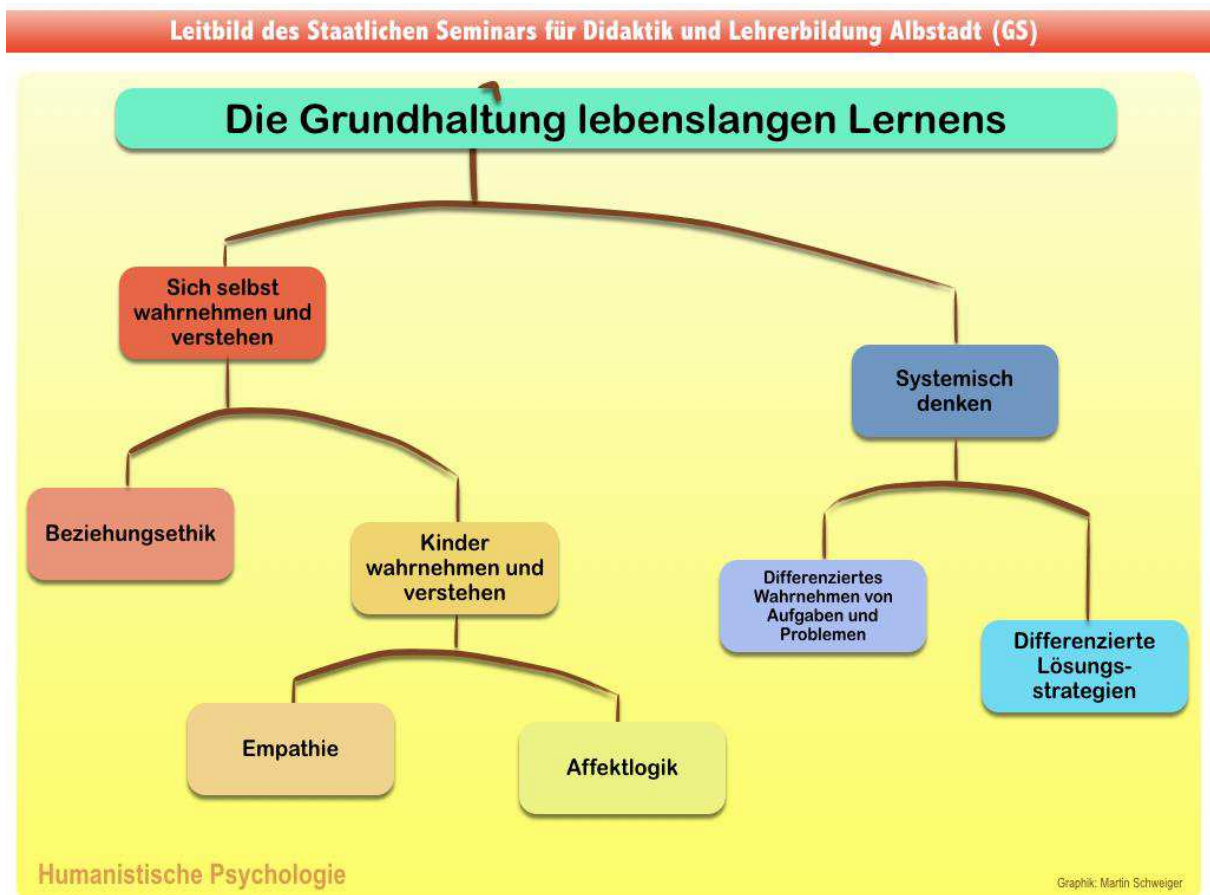 Leitbild des Staatlichen Seminars für Didaktik und Lehrerbildung Albstadt (GS)
Die Grundhaltung lebenslangen Lernens
Sich selbst
wahrnehmen und
verstehen
Systemisch
denken
Beziehungsethik
Kinder
wahrnehmen und
verstehen
Differenziertes
Wahrnehmen von
Aufgaben und
Problemen
Differenzierte
Lösungs-
strategien
Empathie
Affektlogik
Humanistische Psychologie
Graphik: Martin Schweiger